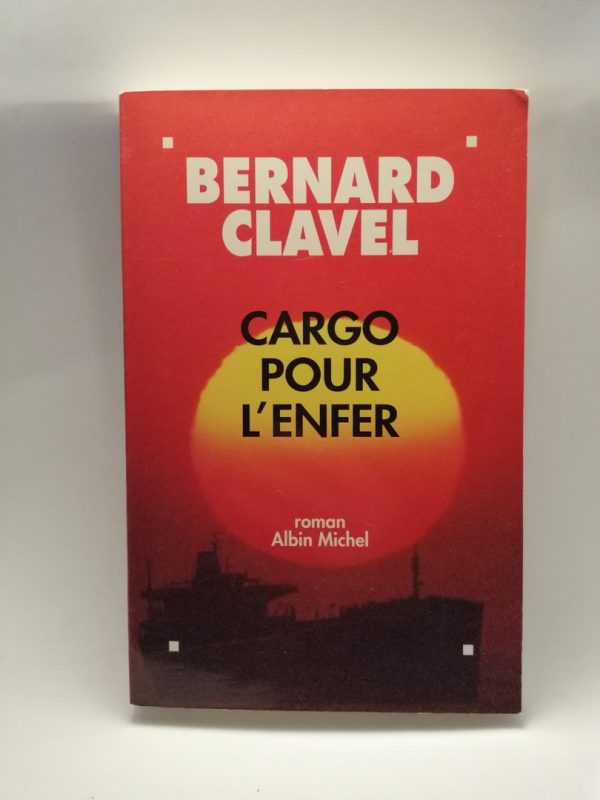 BERNARD
CLAVEL
CARGO
POUR
L'ENFER
roman
Albin Michel